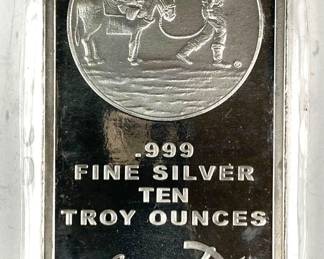 ®
.999
FINE SILVER
TEN
TROY OUNCES